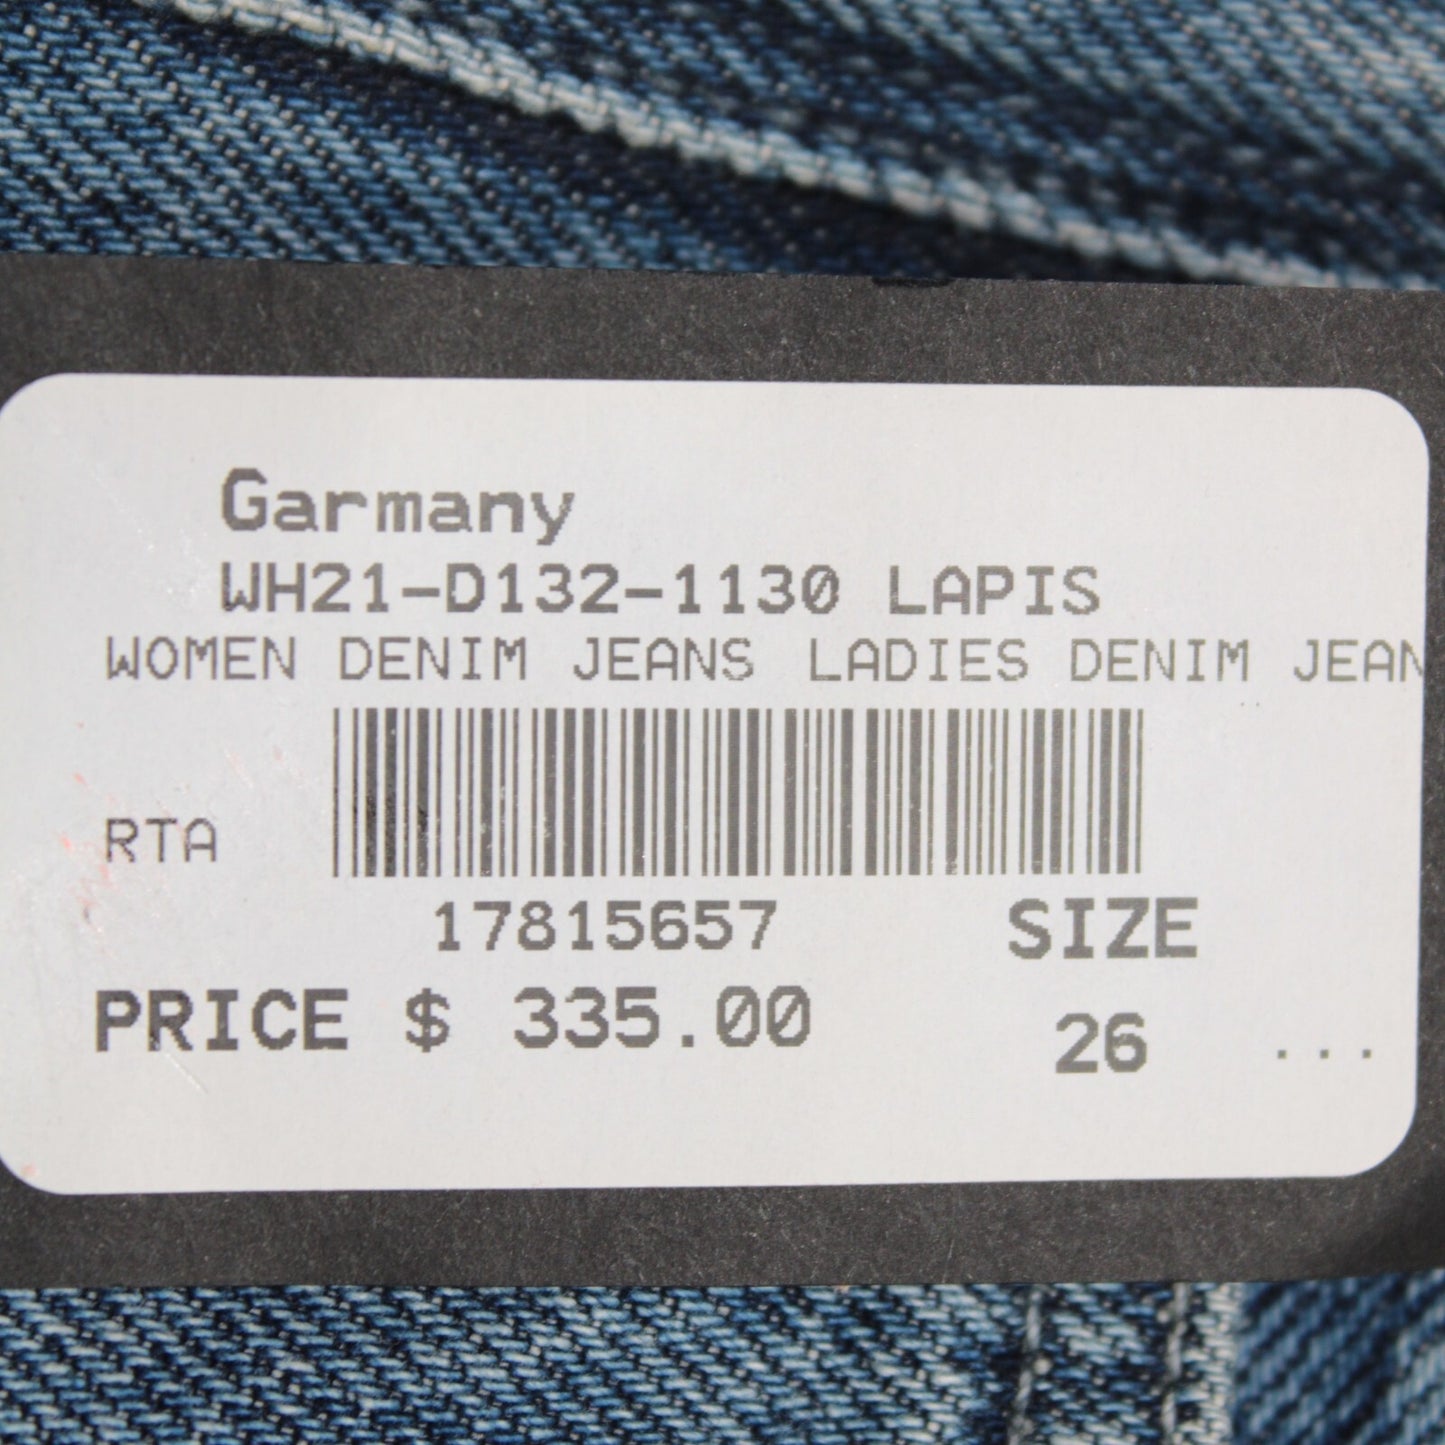 Garmany
WH21-D132-1130 LAPIS
WOMEN DENIM JEANS LADIES DENIM JEAN
RTA
17815657 SIZE
PRICE $ 335.00 26 ...